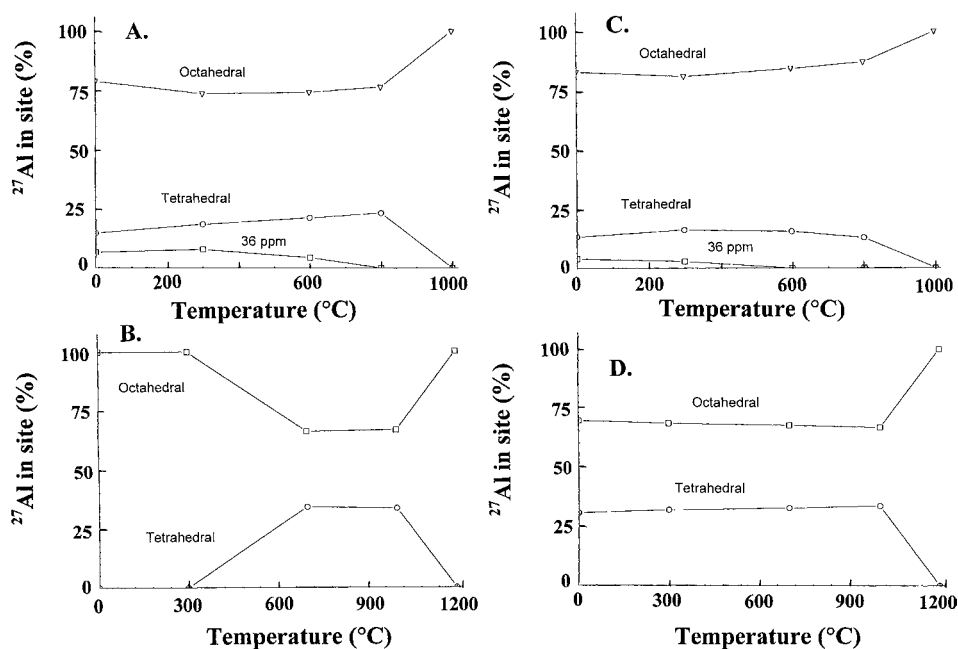 A.
²⁷Al in site (%)
100
75
50
25
0
Octahedral
Tetrahedral
36 ppm
0
200
400
600
800
1000
Temperature (°C)
C.
²⁷Al in site (%)
100
75
50
25
0
Octahedral
Tetrahedral
36 ppm
0
200
400
600
800
1000
Temperature (°C)
B.
²⁷Al in site (%)
100
75
50
25
0
Octahedral
Tetrahedral
0
300
600
900
1200
Temperature (°C)
D.
²⁷Al in site (%)
100
75
50
25
0
Octahedral
Tetrahedral
0
300
600
900
1200
Temperature (°C)